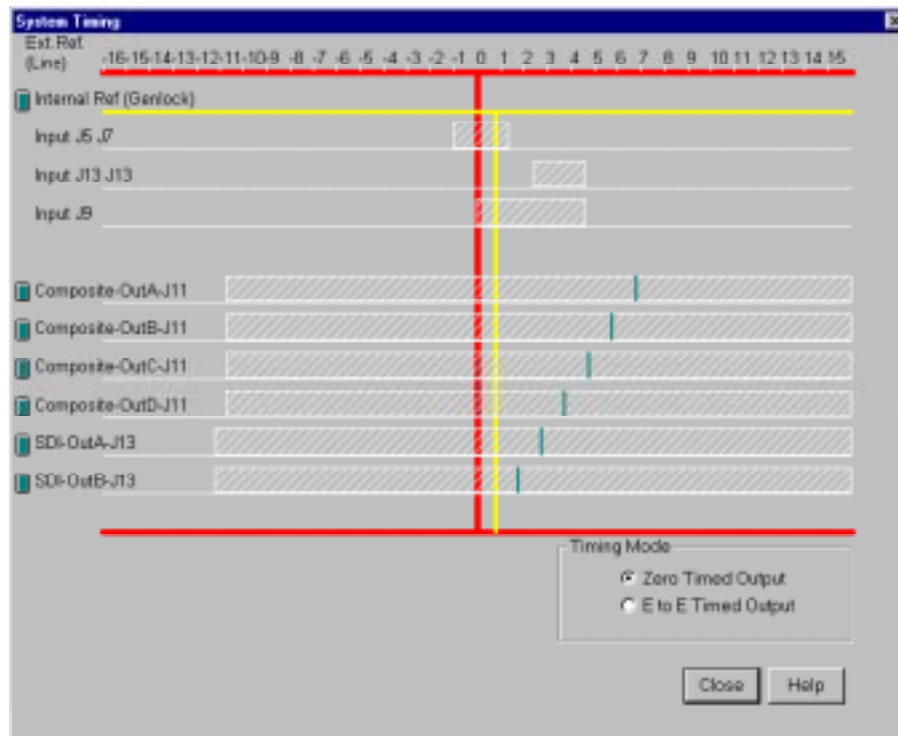 System Timing
Ext. Ref.
(Line) -16-15-14-13-12-11-10-9 -8 -7 -6 -5 -4 -3 -2 -1 0 1 2 3 4 5 6 7 8 9 10 11 12 13 14 15
Internal Ref (Genlock)
Input J5 J7
Input J13 J13
Input J9
Composite-OutA-J11
Composite-OutB-J11
Composite-OutC-J11
Composite-OutD-J11
SDI-OutA-J13
SDI-OutB-J13
Timing Mode
Zero Timed Output
E to E Timed Output
Close Help